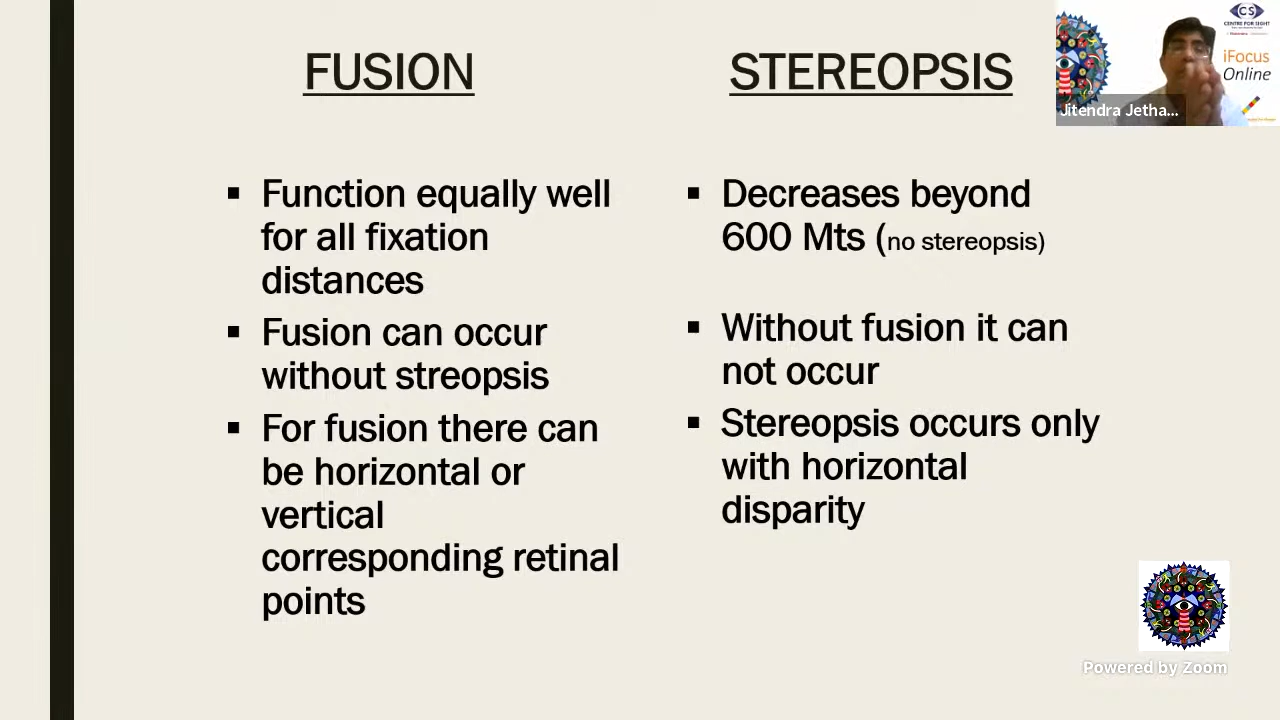 FUSION
Function equally well
for all fixation
distances
Fusion can occur
without streopsis
For fusion there can
be horizontal or
vertical
corresponding retinal
points
STEREOPSIS
Decreases beyond
600 Mts (no stereopsis)
Without fusion it can
not occur
Stereopsis occurs only
with horizontal
disparity
CS
CENTRE FOR SIGHT
iFocus
Online
Jitendra Jetha...
Powered by Zoom